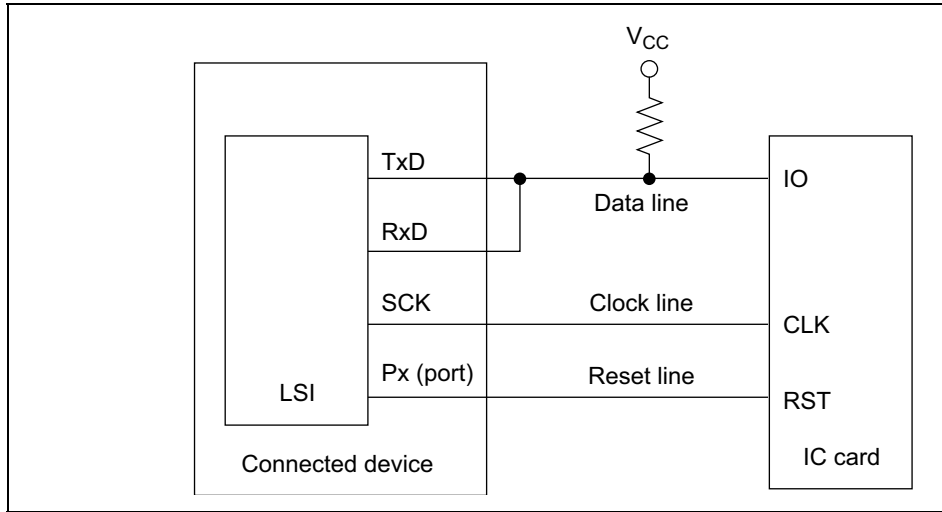 VCC
TxD
IO
Data line
RxD
SCK
Clock line
CLK
Px (port)
Reset line
LSI
RST
Connected device
IC card